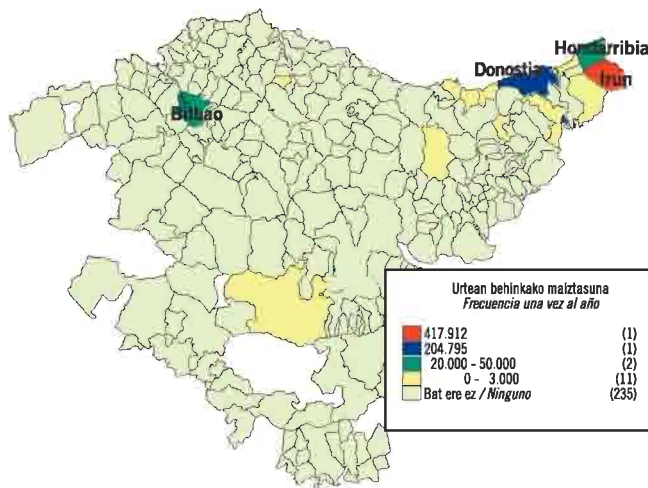 Hondarribia
Donostia
Irun
Bilbao
Urtean behinkako maiztasuna
Frecuencia una vez al año
417.912 (1)
204.795 (1)
20.000 - 50.000 (2)
0 - 3.000 (11)
Bat ere ez / Ninguno (235)